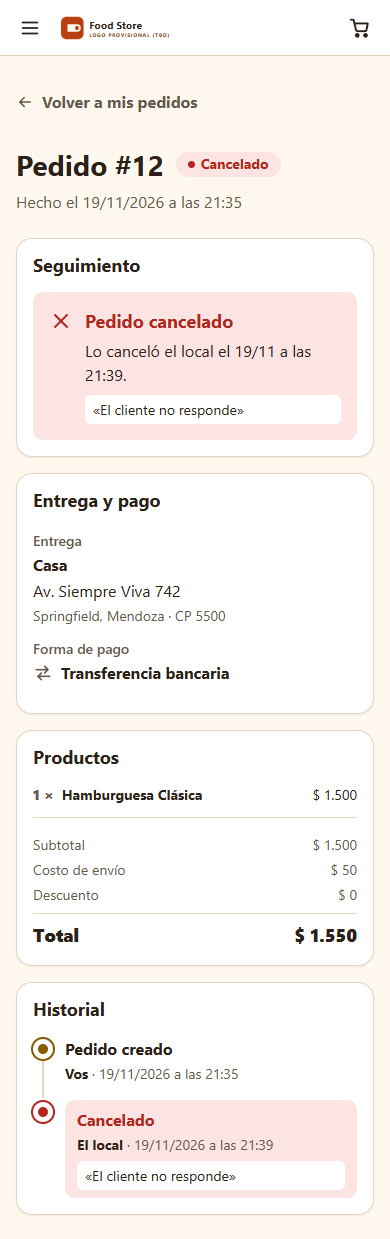 Food Store
LOGO PROVISIONAL (TBD)
← Volver a mis pedidos
Pedido #12
Cancelado
Hecho el 19/11/2026 a las 21:35
Seguimiento
Pedido cancelado
Lo canceló el local el 19/11 a las
21:39.
«El cliente no responde»
Entrega y pago
Entrega
Casa
Av. Siempre Viva 742
Springfield, Mendoza · CP 5500
Forma de pago
Transferencia bancaria
Productos
1 × Hamburguesa Clásica $ 1.500
Subtotal $ 1.500
Costo de envío $ 50
Descuento $ 0
Total $ 1.550
Historial
Pedido creado
Vos · 19/11/2026 a las 21:35
Cancelado
El local · 19/11/2026 a las 21:39
«El cliente no responde»